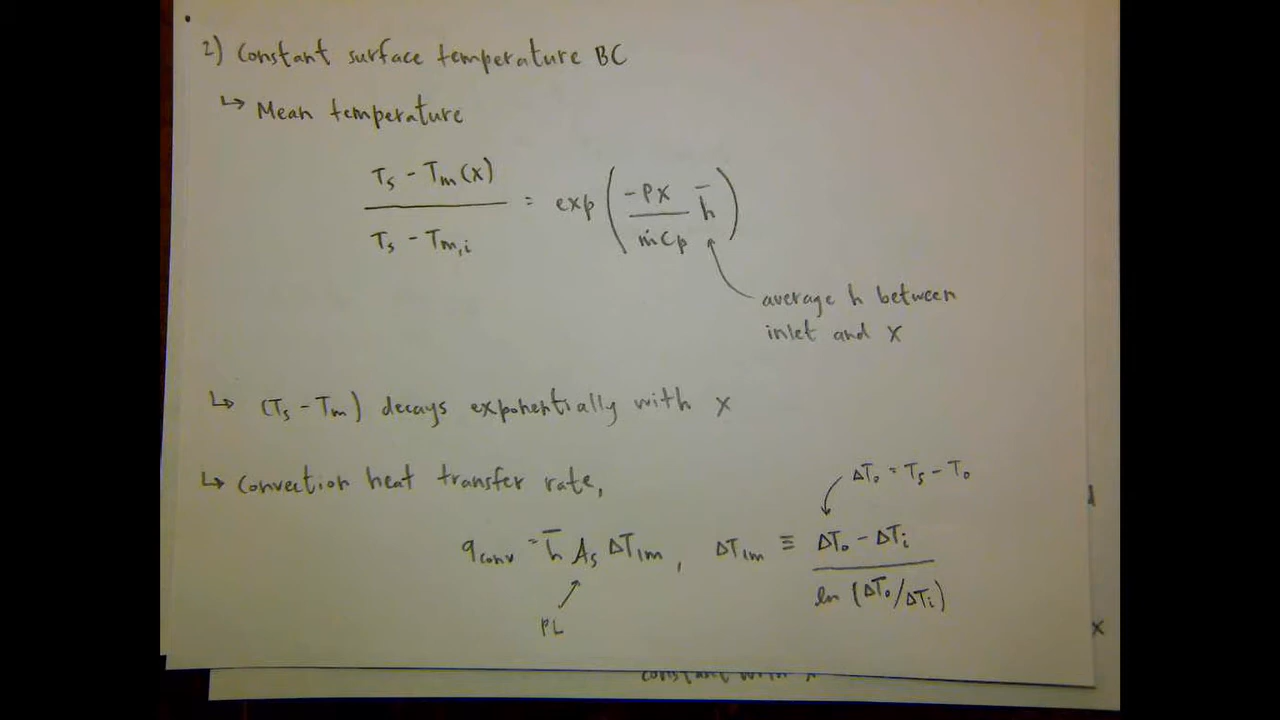 2) Constant surface temperature BC
↳ Mean temperature
(Ts - Tm(x)) / (Ts - Tm,i) = exp(-Px / ṁCp h̄)
average h between
inlet and x
↳ (Ts - Tm) decays exponentially with x
↳ Convection heat transfer rate,
ΔTo = Ts - To
qconv = h̄ As ΔTlm, ΔTlm ≡ (ΔTo - ΔTi) / ln (ΔTo/ΔTi)
PL
x